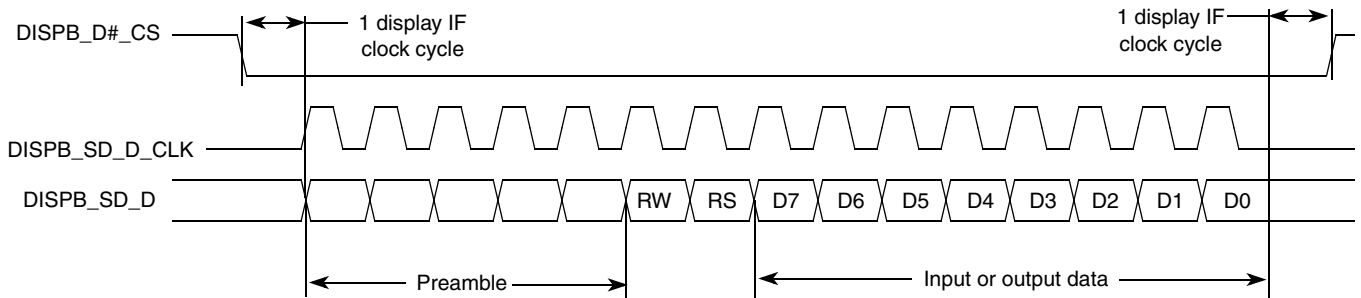 DISPB_D#_CS
1 display IF
clock cycle
1 display IF
clock cycle
DISPB_SD_D_CLK
DISPB_SD_D
RW RS D7 D6 D5 D4 D3 D2 D1 D0
Preamble
Input or output data